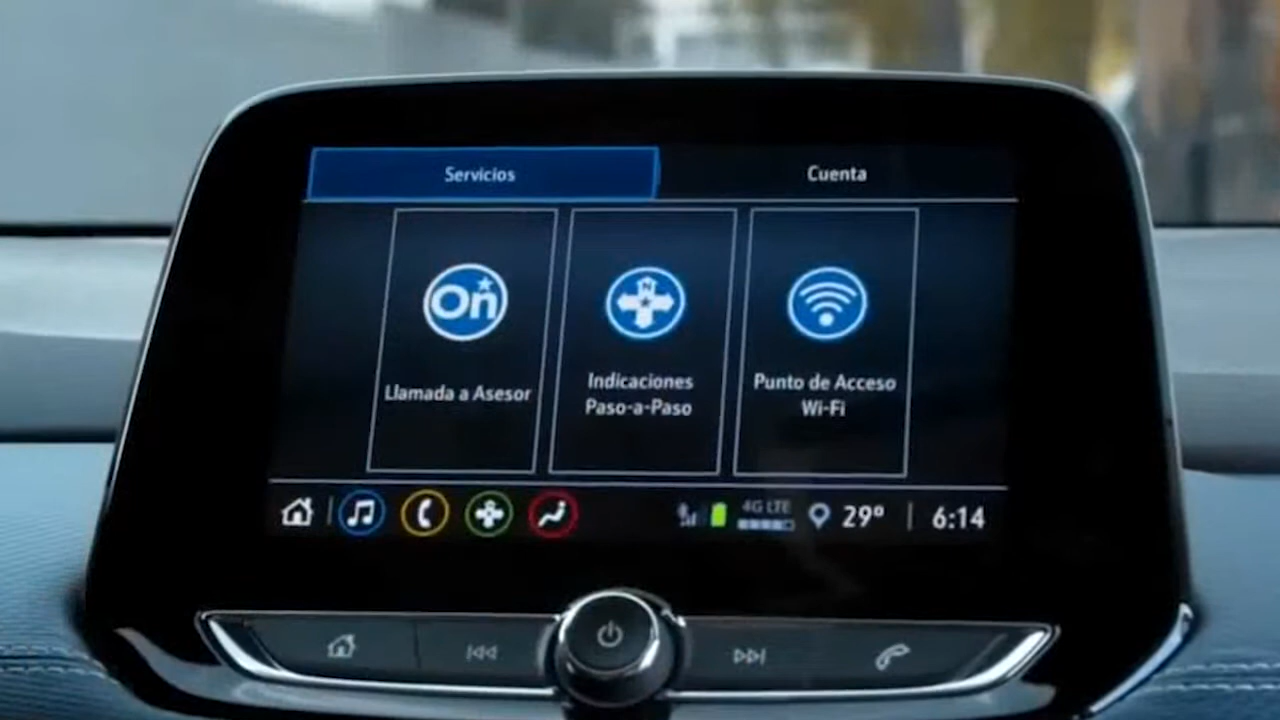 Servicios
Cuenta
On
N
Llamada a Asesor
Indicaciones
Paso-a-Paso
Punto de Acceso
Wi-Fi
4G LTE
29°
6:14